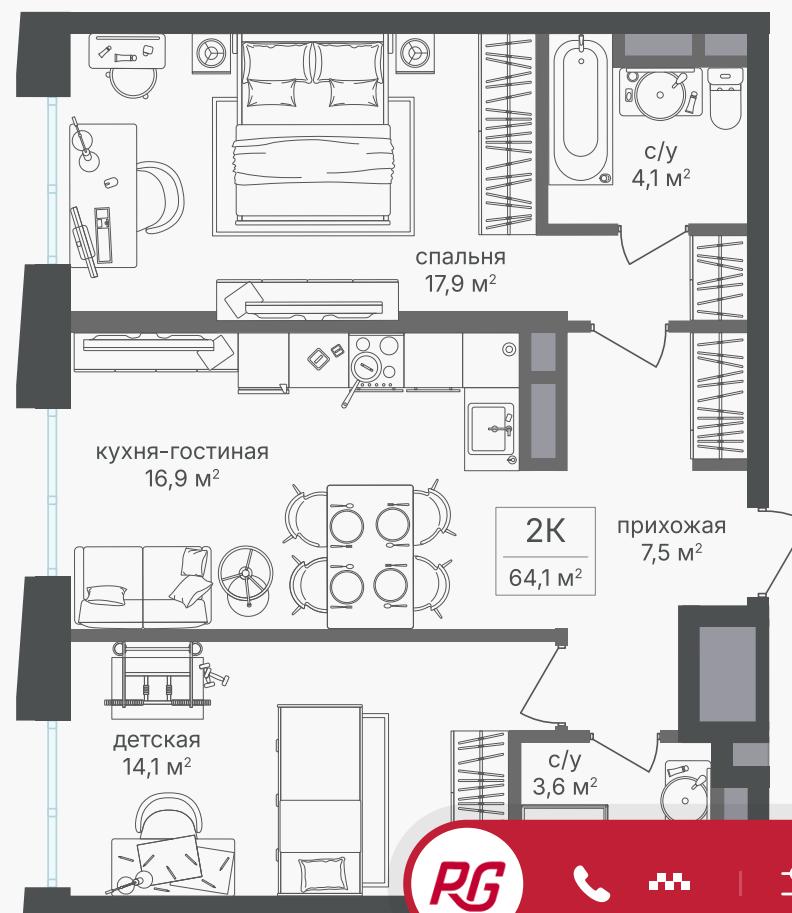 с/у
4,1 м²
спальня
17,9 м²
кухня-гостиная
16,9 м²
2К
64,1 м²
прихожая
7,5 м²
детская
14,1 м²
с/у
3,6 м²
RG